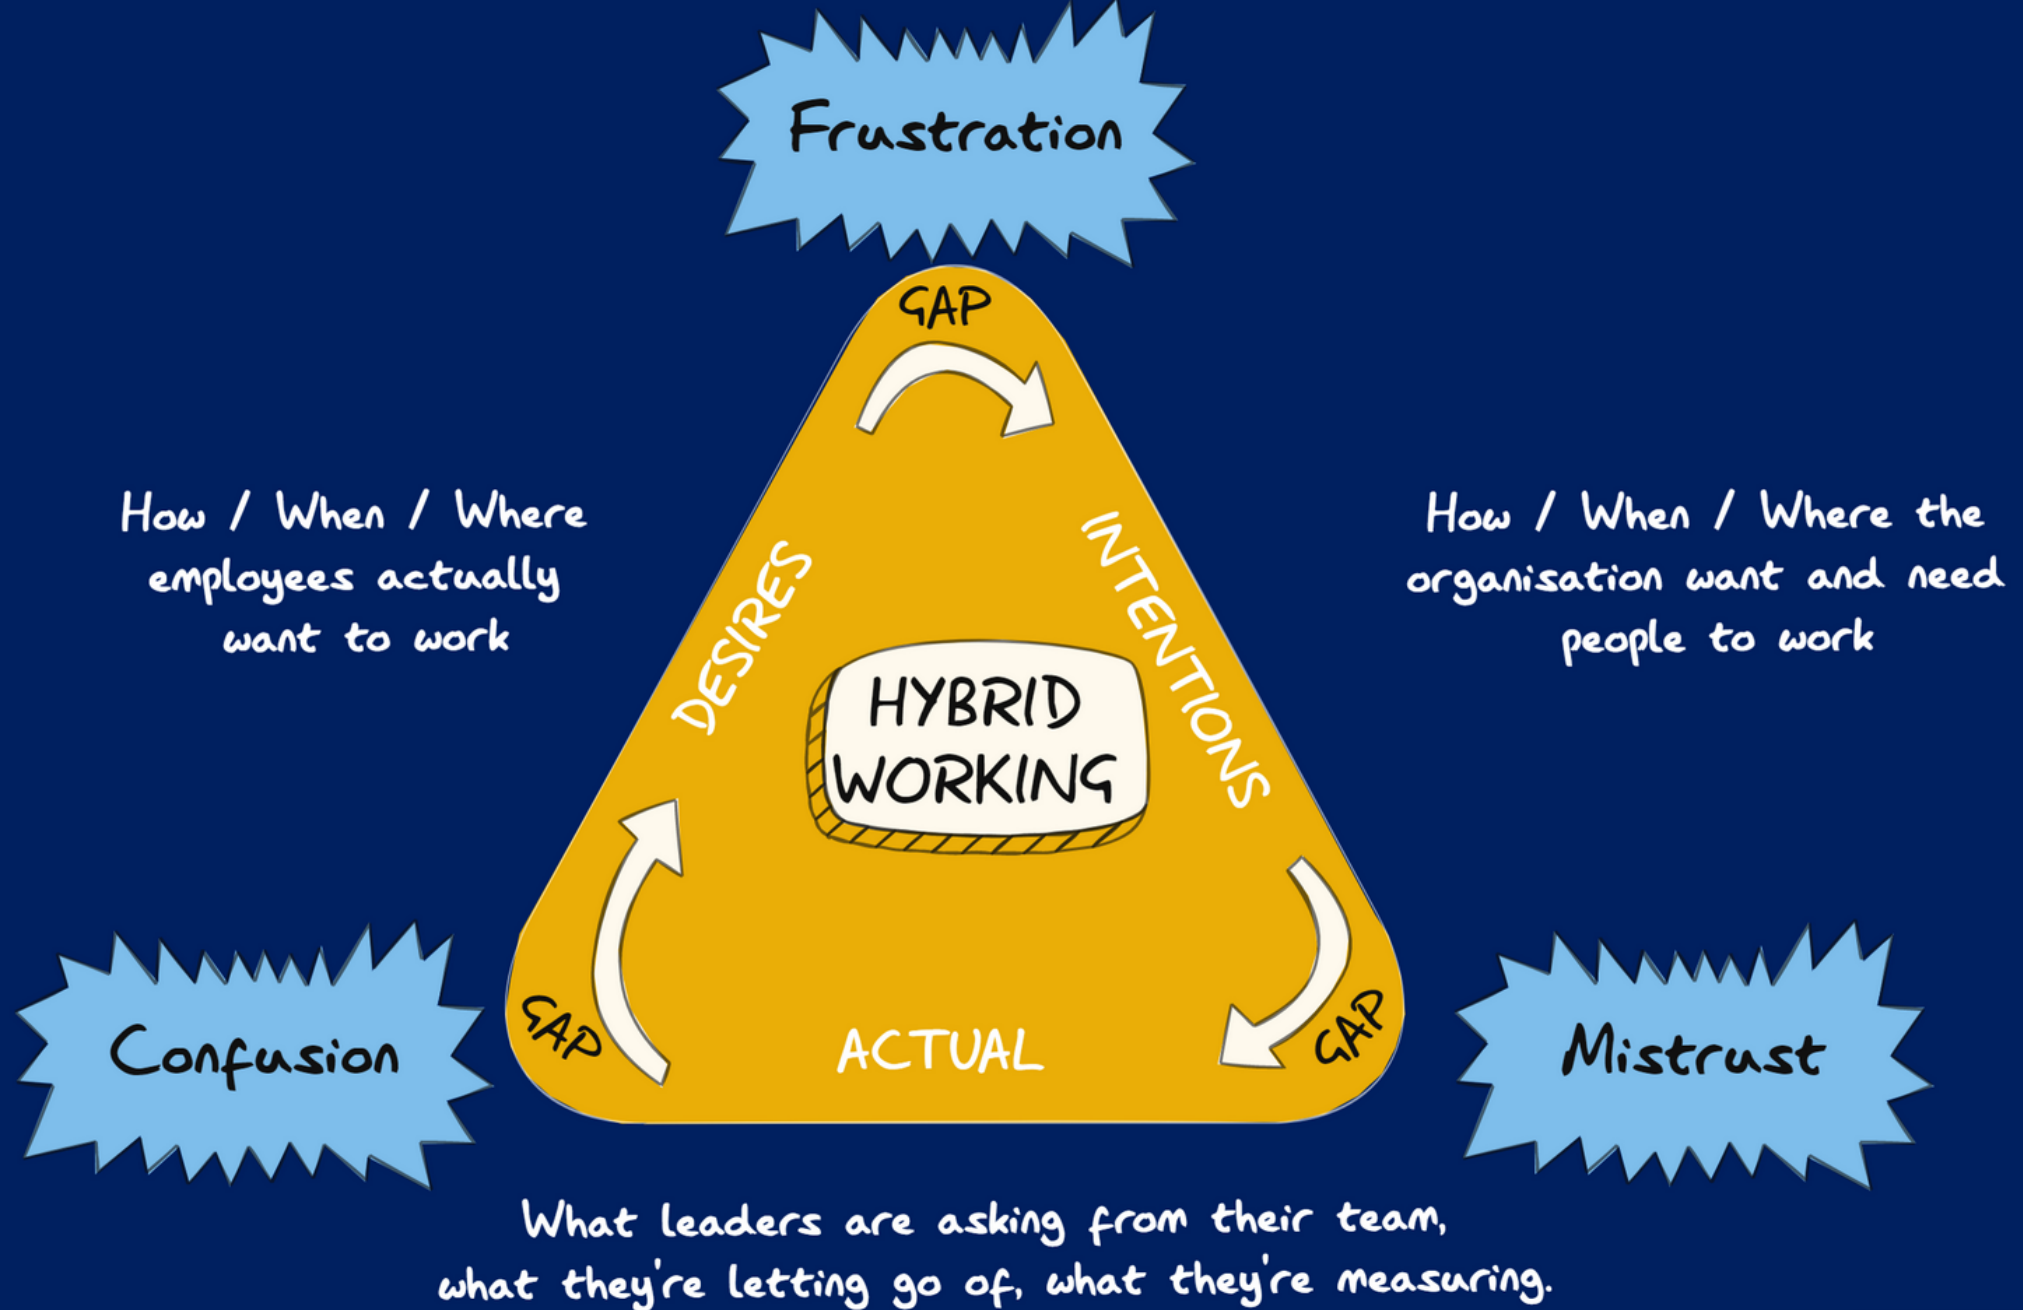 Frustration
GAP
How / When / Where
employees actually
want to work
How / When / Where the
organisation want and need
people to work
DESIRES
INTENTIONS
HYBRID
WORKING
GAP
GAP
Confusion
ACTUAL
Mistrust
What leaders are asking from their team,
what they're letting go of, what they're measuring.